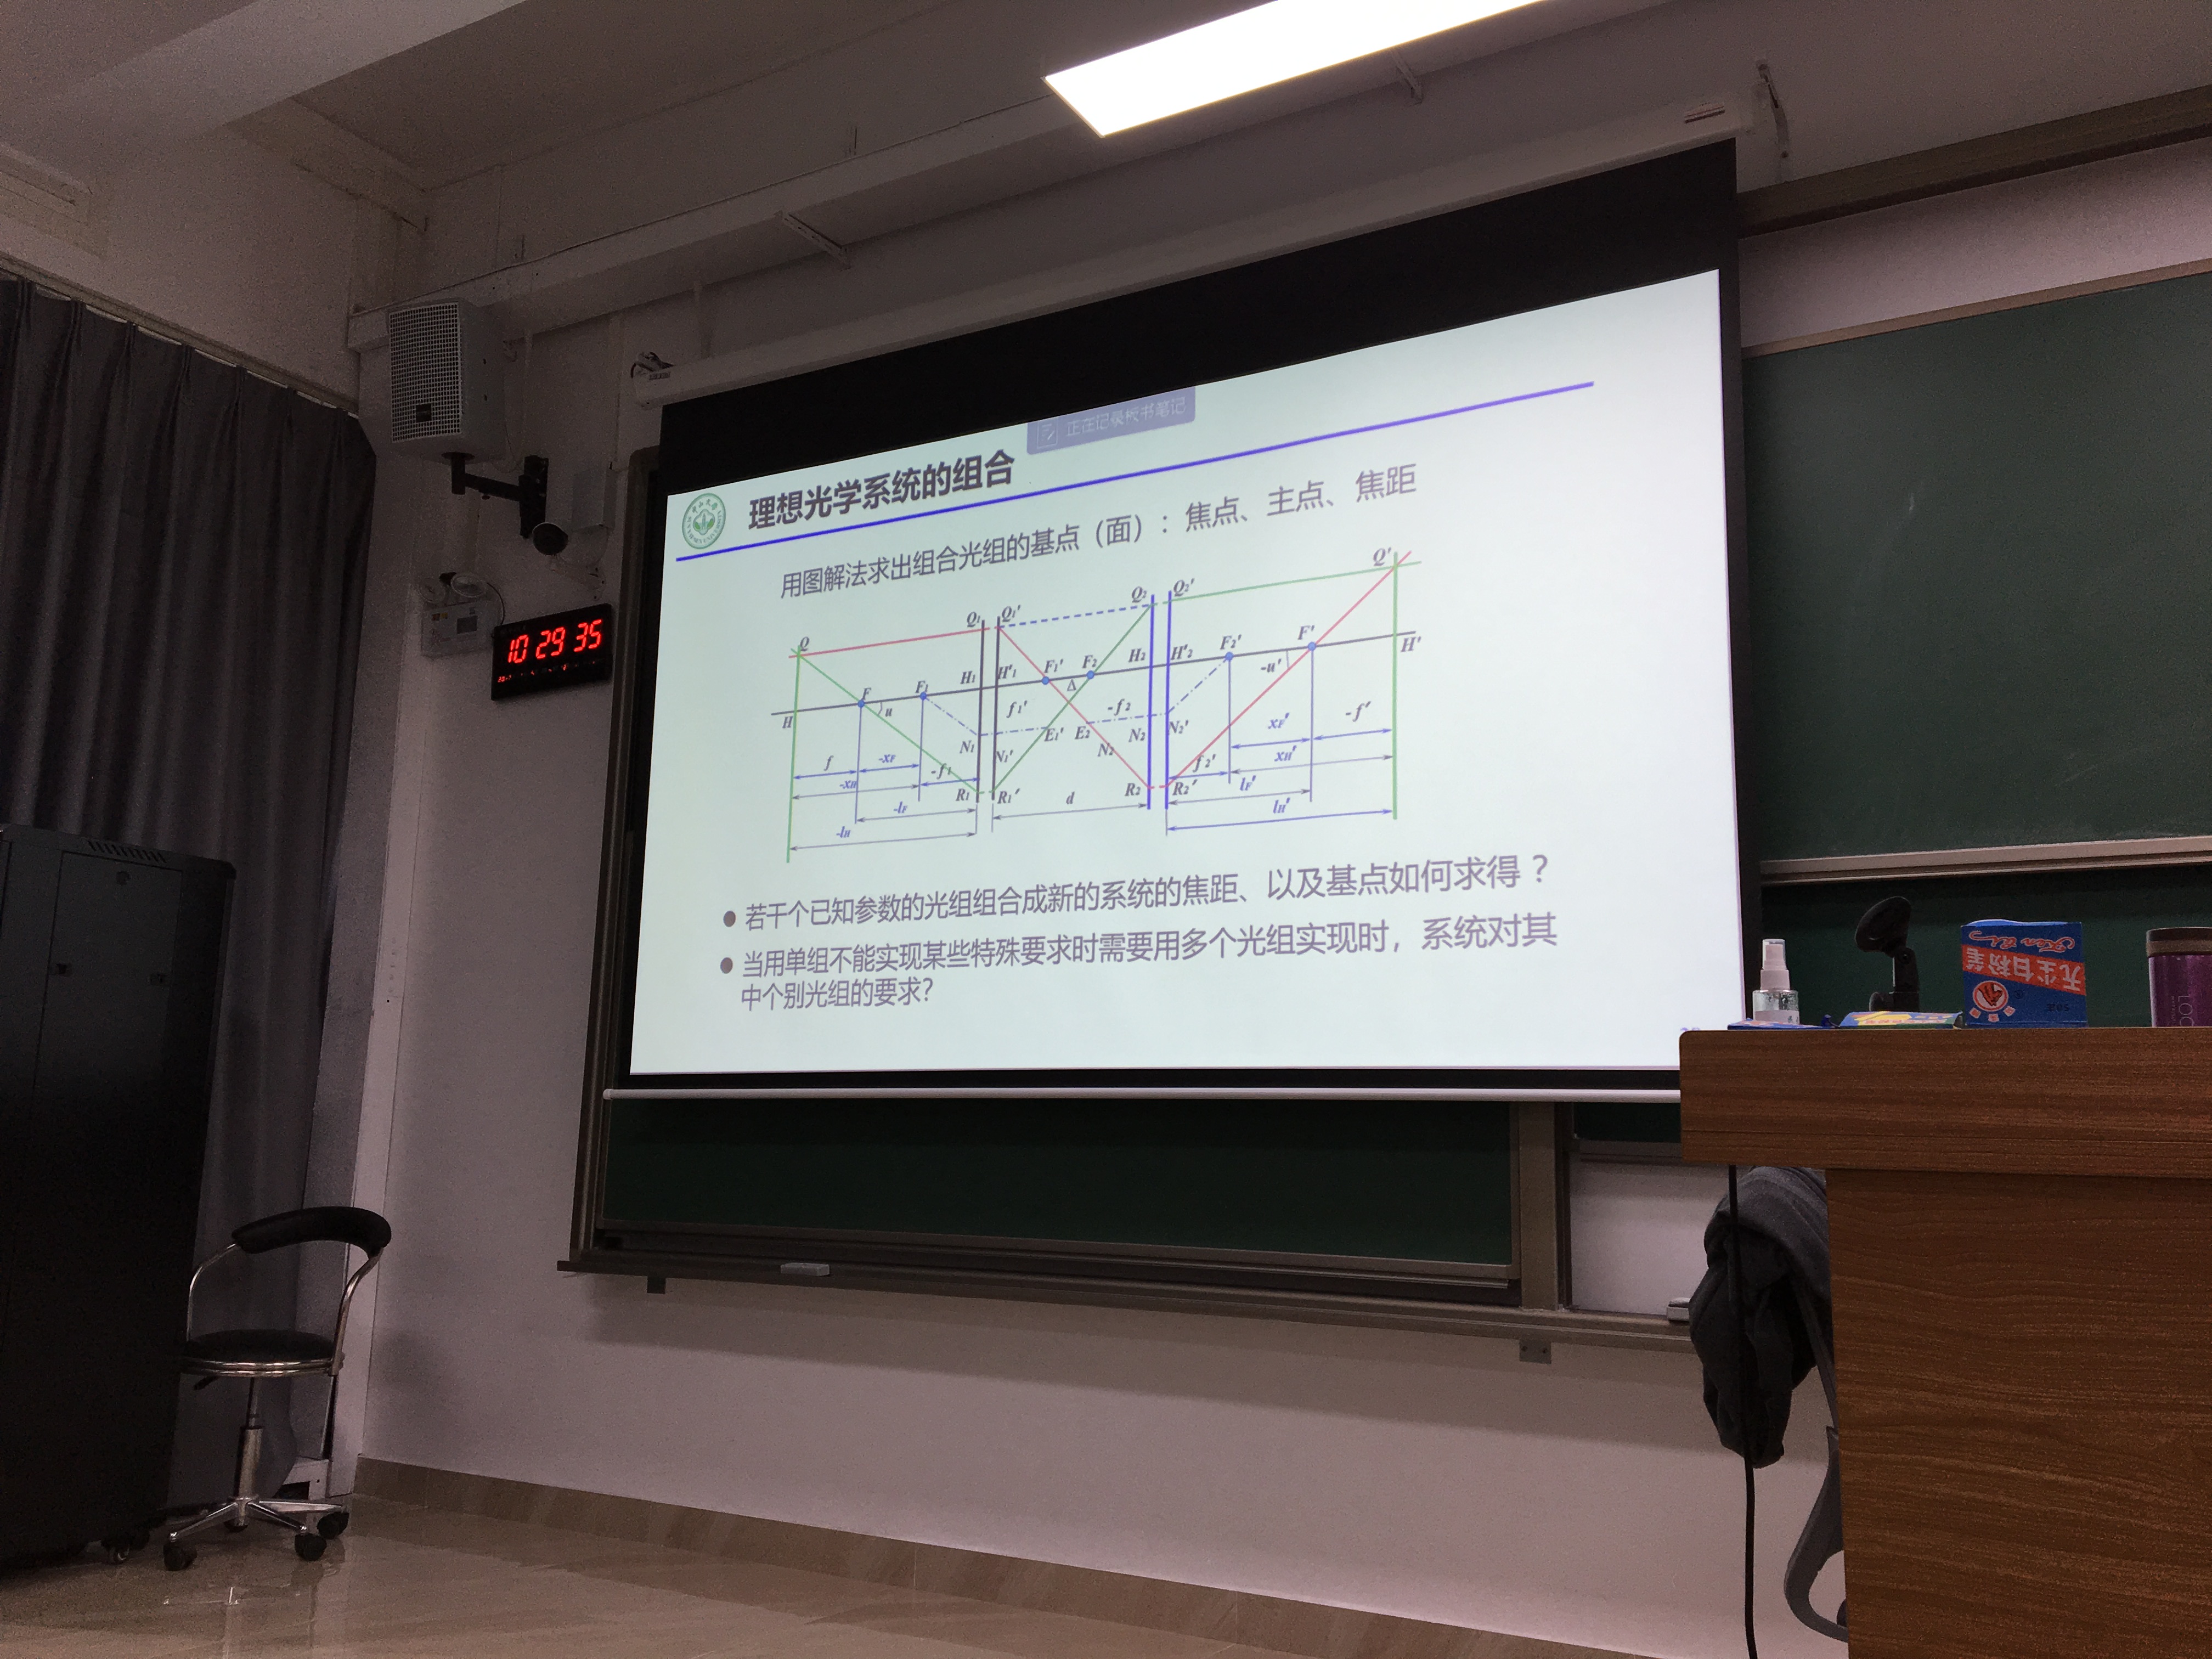 正在记录板书笔记
理想光学系统的组合
用图解法求出组合光组的基点（面）：焦点、主点、焦距
Q Q₁ Q₁′ Q₂ Q₂′ Q′
H F F₁ H₁ H′₁ F₁′ F₂ H₂ H′₂ F₂′ F′ H′
u Δ -u′
f₁′ -f₂
N₁ N₁′ E₁′ E₂ N₂ N₂ N₂′
f -xF -f₁ xF′ -f′
-xH f₂′ xH′
R₁ R₁′ d R₂ R₂′ lF′
-lF lH′
-lH
● 若干个已知参数的光组组合成新的系统的焦距、以及基点如何求得？
● 当用单组不能实现某些特殊要求时需要用多个光组实现时，系统对其
中个别光组的要求?
10 29 35
无尘白粉笔
LOC